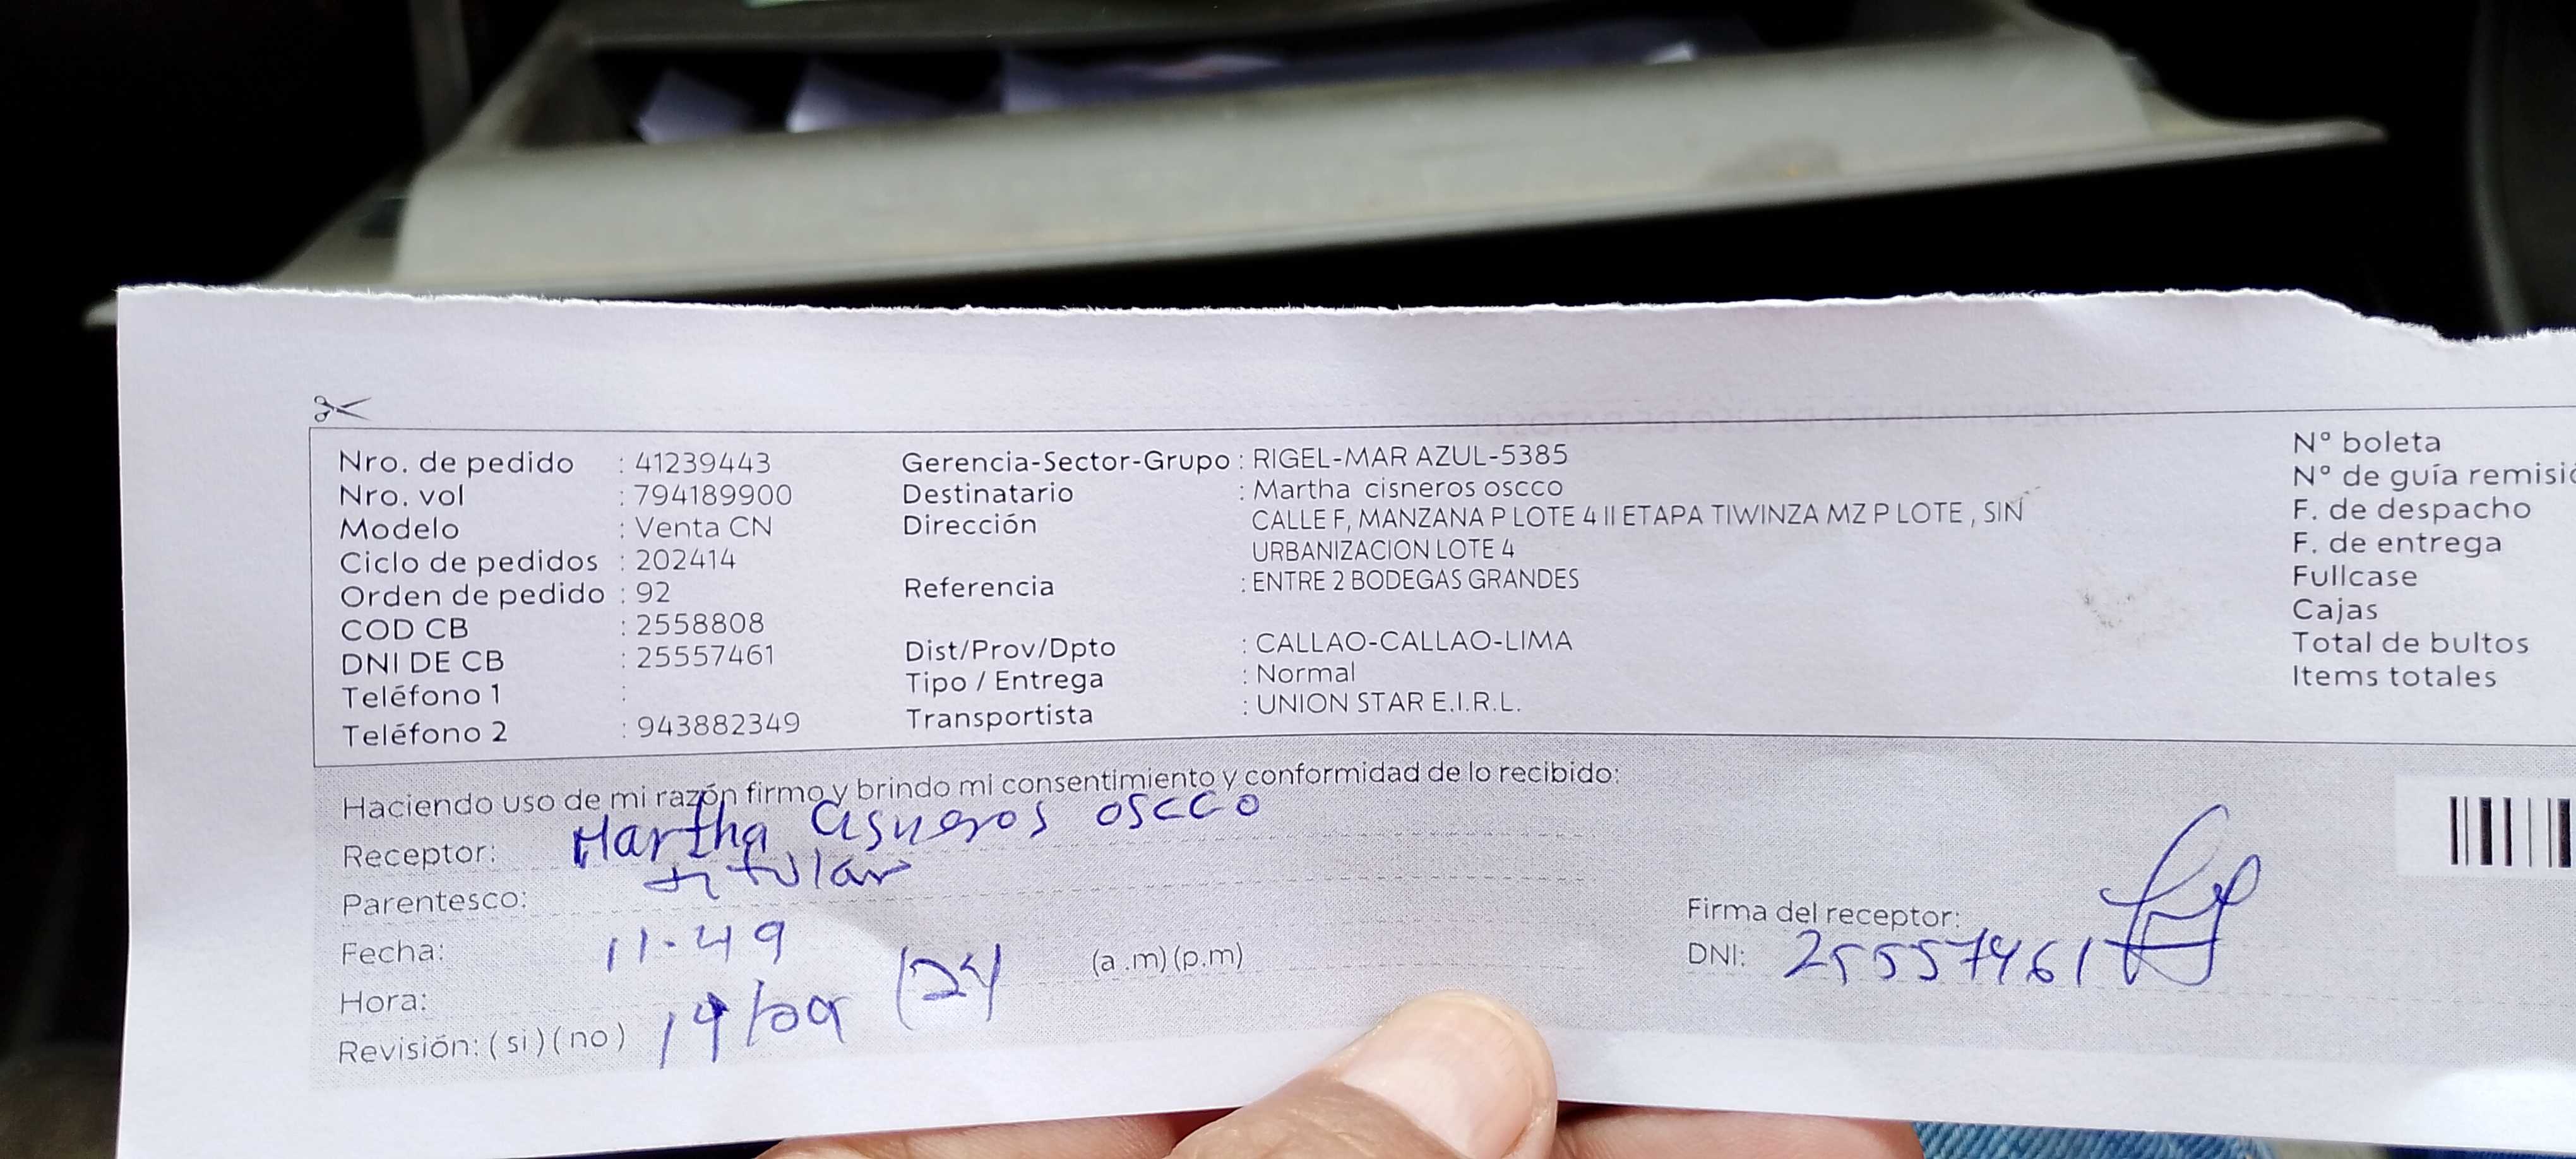 Nro. de pedido : 41239443
Nro. vol : 794189900
Modelo : Venta CN
Ciclo de pedidos : 202414
Orden de pedido : 92
COD CB : 2558808
DNI DE CB : 25557461
Teléfono 1 :
Teléfono 2 : 943882349
Gerencia-Sector-Grupo : RIGEL-MAR AZUL-5385
Destinatario : Martha cisneros oscco
Dirección CALLE F, MANZANA P LOTE 4 II ETAPA TIWINZA MZ P LOTE , SIN
URBANIZACION LOTE 4
Referencia : ENTRE 2 BODEGAS GRANDES
Dist/Prov/Dpto : CALLAO-CALLAO-LIMA
Tipo / Entrega : Normal
Transportista : UNION STAR E.I.R.L.
N° boleta
N° de guía remisió
F. de despacho
F. de entrega
Fullcase
Cajas
Total de bultos
Items totales
Haciendo uso de mi razón firmo y brindo mi consentimiento y conformidad de lo recibido:
Receptor: Martha Cisneros oscco
Parentesco: titular
Fecha: 11-49
Hora: (a .m) (p.m)
Revisión: ( si ) ( no ) 19/09 /24
Firma del receptor:
DNI: 25557461